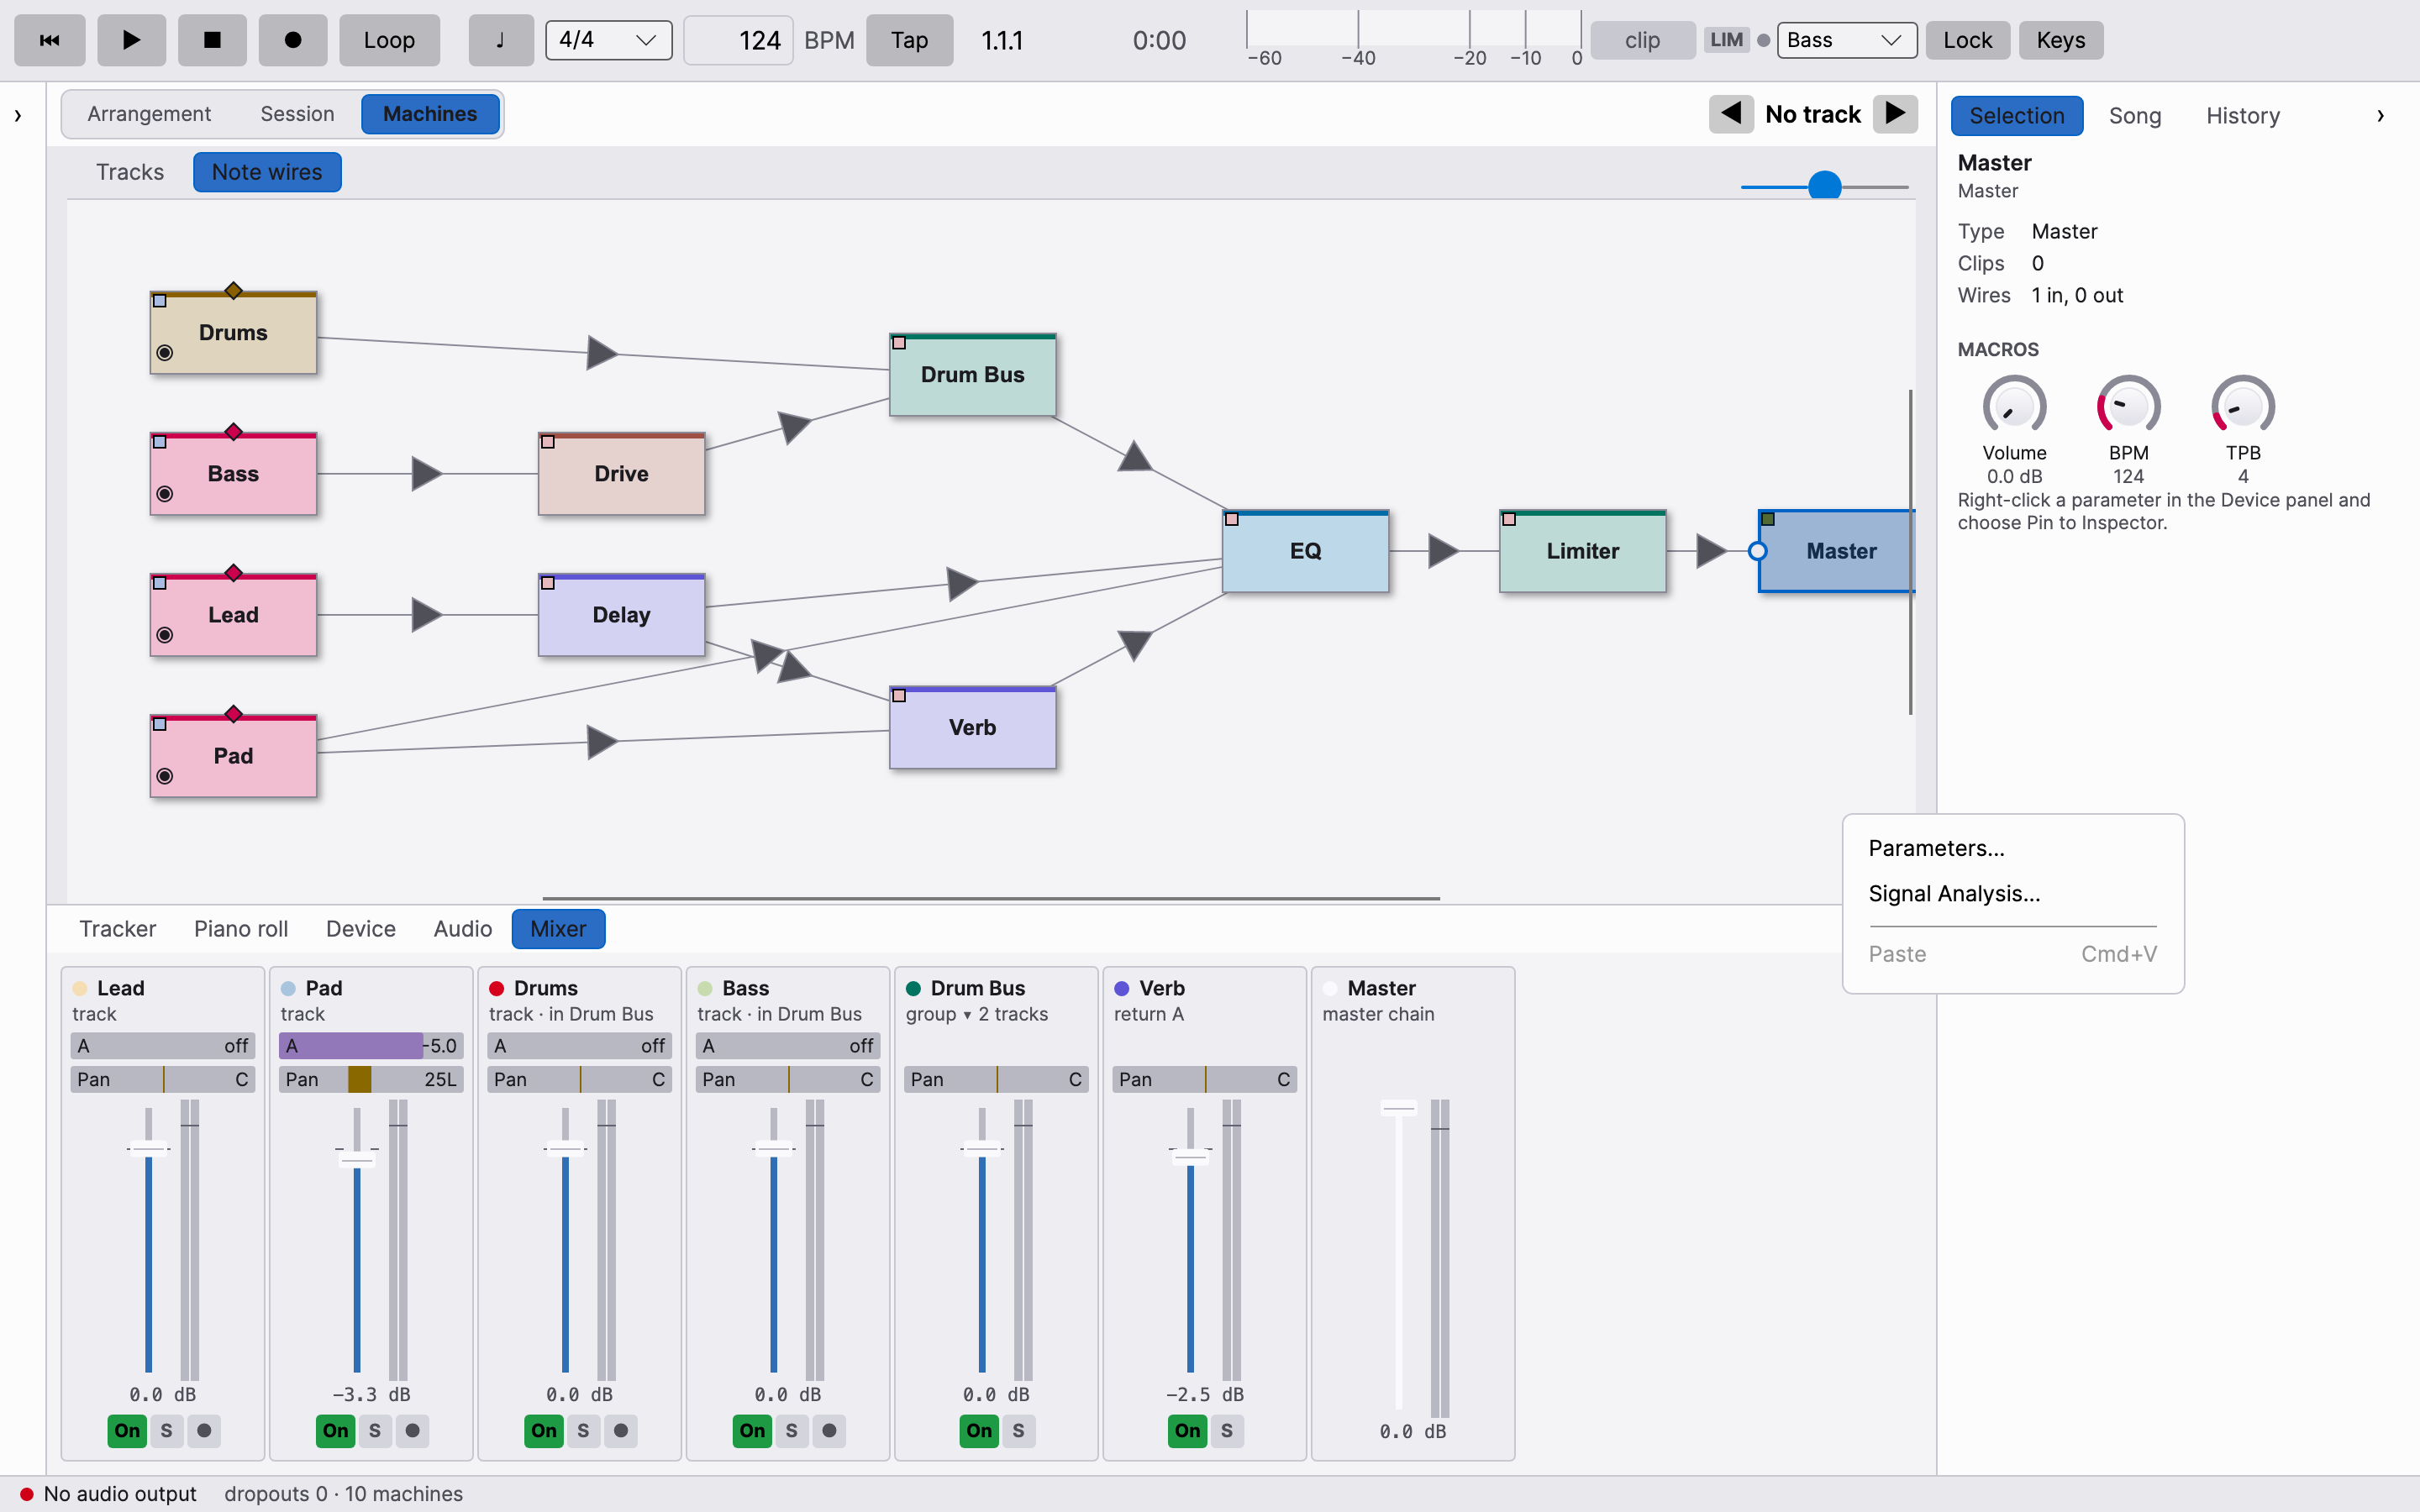 Loop
4/4
124 BPM
Tap
1.1.1
0:00
−60 −40 −20 −10 0
clip
LIM
Bass
Lock
Keys
Arrangement Session Machines
No track
Selection Song History
Tracks Note wires
Master
Master
Type Master
Clips 0
Wires 1 in, 0 out
MACROS
Volume BPM TPB
0.0 dB 124 4
Right-click a parameter in the Device panel and
choose Pin to Inspector.
Drums
Drum Bus
Bass
Drive
EQ
Limiter
Master
Lead
Delay
Verb
Pad
Parameters...
Signal Analysis...
Paste Cmd+V
Tracker Piano roll Device Audio Mixer
Lead
track
A off
Pan C
0.0 dB
On S
Pad
track
A −5.0
Pan 25L
−3.3 dB
On S
Drums
track · in Drum Bus
A off
Pan C
0.0 dB
On S
Bass
track · in Drum Bus
A off
Pan C
0.0 dB
On S
Drum Bus
group ▾ 2 tracks
Pan C
0.0 dB
On S
Verb
return A
Pan C
−2.5 dB
On S
Master
master chain
0.0 dB
No audio output dropouts 0 · 10 machines